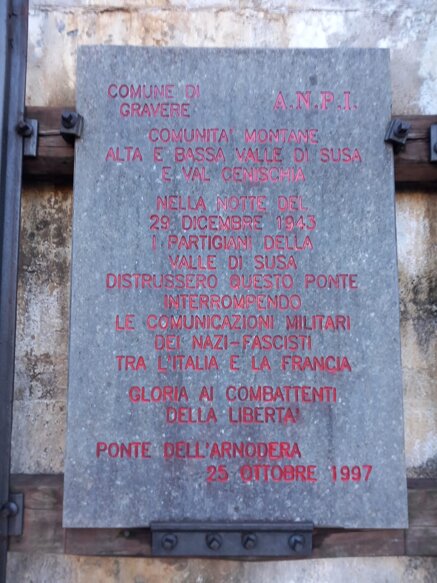 COMUNE DI
GRAVERE
A.N.P.I.
COMUNITA' MONTANE
ALTA E BASSA VALLE DI SUSA
E VAL CENISCHIA
NELLA NOTTE DEL
29 DICEMBRE 1943
I PARTIGIANI DELLA
VALLE DI SUSA
DISTRUSSERO QUESTO PONTE
INTERROMPENDO
LE COMUNICAZIONI MILITARI
DEI NAZI-FASCISTI
TRA L'ITALIA E LA FRANCIA
GLORIA AI COMBATTENTI
DELLA LIBERTA'
PONTE DELL'ARNODERA
25 OTTOBRE 1997